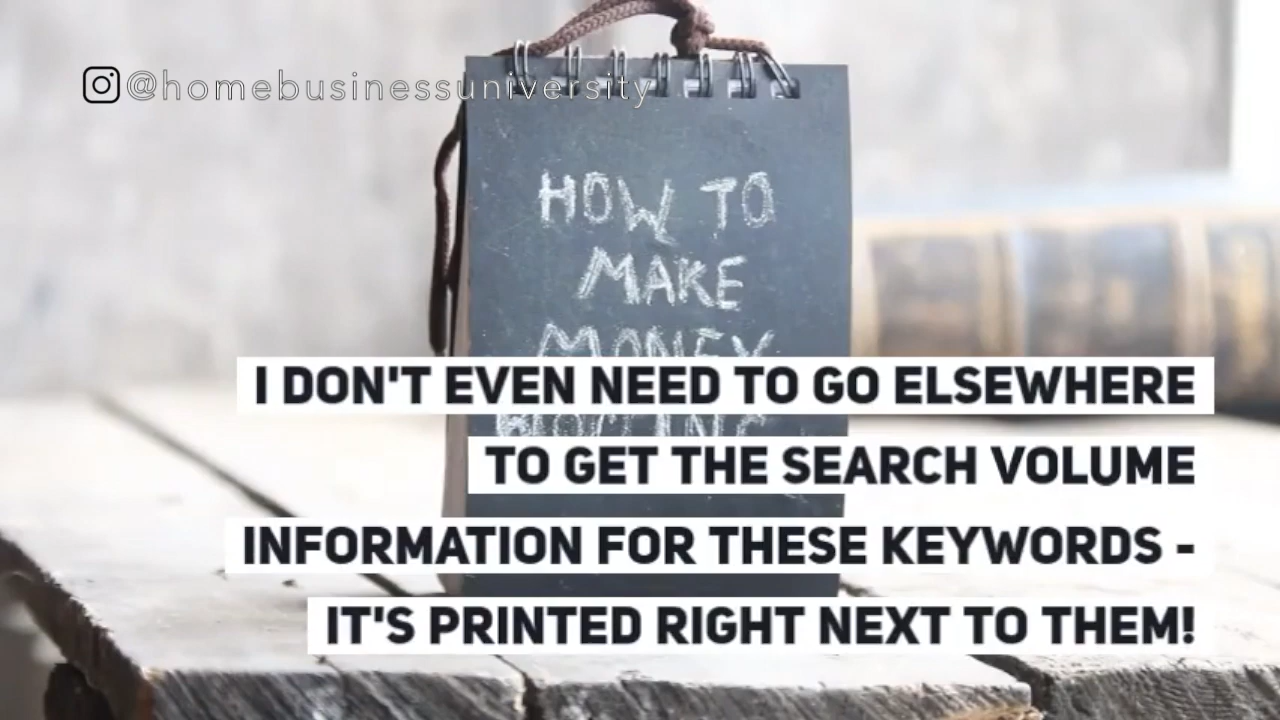 @homebusinessuniversity
HOW TO
MAKE
MONEY
I DON'T EVEN NEED TO GO ELSEWHERE
TO GET THE SEARCH VOLUME
INFORMATION FOR THESE KEYWORDS -
IT'S PRINTED RIGHT NEXT TO THEM!